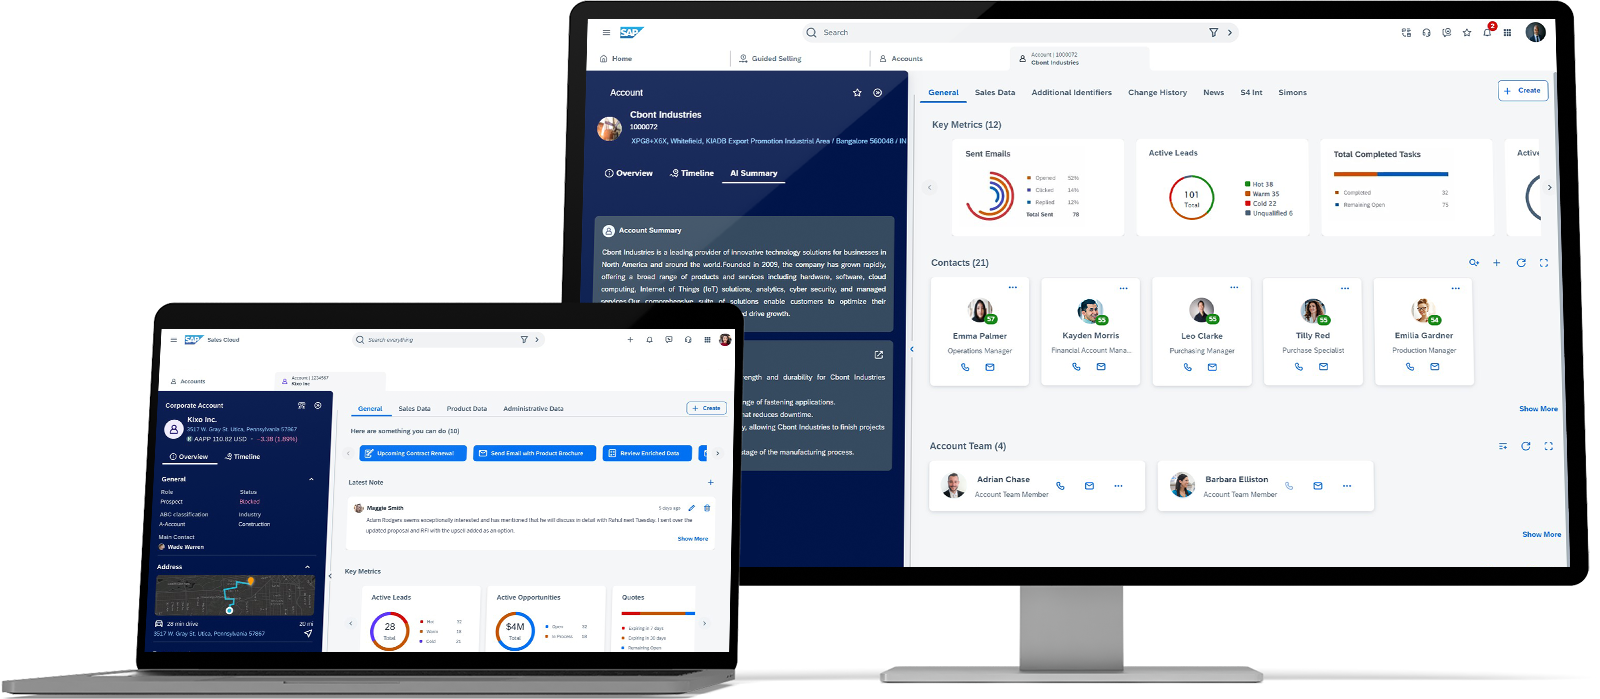 SAP
Search
2
Home
Guided Selling
Accounts
Account | 1000072
Cbont Industries
Account
Cbont Industries
1000072
XPG8+X6X, Whitefield, KIADB Export Promotion Industrial Area / Bangalore 560048 / IN
Overview
Timeline
AI Summary
Account Summary
Cbont Industries is a leading provider of innovative technology solutions for businesses in
North America and around the world.Founded in 2009, the company has grown rapidly,
offering a broad range of products and services including hardware, software, cloud
computing, Internet of Things (IoT) solutions, analytics, cyber security, and managed
services.Our comprehensive suite of solutions enable customers to optimize their
d drive growth.
rength and durability for Cbont Industries
nge of fastening applications.
hat reduces downtime.
y, allowing Cbont Industries to finish projects
tage of the manufacturing process.
General
Sales Data
Additional Identifiers
Change History
News
S4 Int
Simons
Create
Key Metrics (12)
Sent Emails
Opened 52%
Clicked 14%
Replied 12%
Total Sent 78
Active Leads
101
Total
Hot 38
Warm 35
Cold 22
Unqualified 6
Total Completed Tasks
Completed 32
Remaining Open 75
Active
Contacts (21)
57
Emma Palmer
Operations Manager
55
Kayden Morris
Financial Account Mana...
55
Leo Clarke
Purchasing Manager
55
Tilly Red
Purchase Specialist
54
Emilia Gardner
Production Manager
Show More
Account Team (4)
Adrian Chase
Account Team Member
Barbara Elliston
Account Team Member
Show More
SAP
Sales Cloud
Search everything
Accounts
Account | 1234567
Kixo Inc
Corporate Account
Kixo Inc.
3517 W. Gray St. Utica, Pennsylvania 57867
AAPP 110.82 USD - −3.38 (1.89%)
Overview
Timeline
General
Role
Status
Prospect
Blocked
ABC classification
Industry
A-Account
Construction
Main Contact
Wade Warren
Address
28 min drive
20 mi
3517 W. Gray St. Utica, Pennsylvania 57867
General
Sales Data
Product Data
Administrative Data
Create
Here are something you can do (10)
Upcoming Contract Renewal
Send Email with Product Brochure
Review Enriched Data
Latest Note
Maggie Smith
5 days ago
Adam Rodgers seems exceptionally interested and has mentioned that he will discuss in detail with Rahul next Tuesday. I sent over the
updated proposal and RFI with the upsell added as an option.
Show More
Key Metrics
Active Leads
28
Total
Hot 32
Warm 18
Cold 21
Active Opportunities
$4M
Total
Open 32
In Process
Quotes
Expiring in 7 days
Expiring in 30 days
Remaining Open